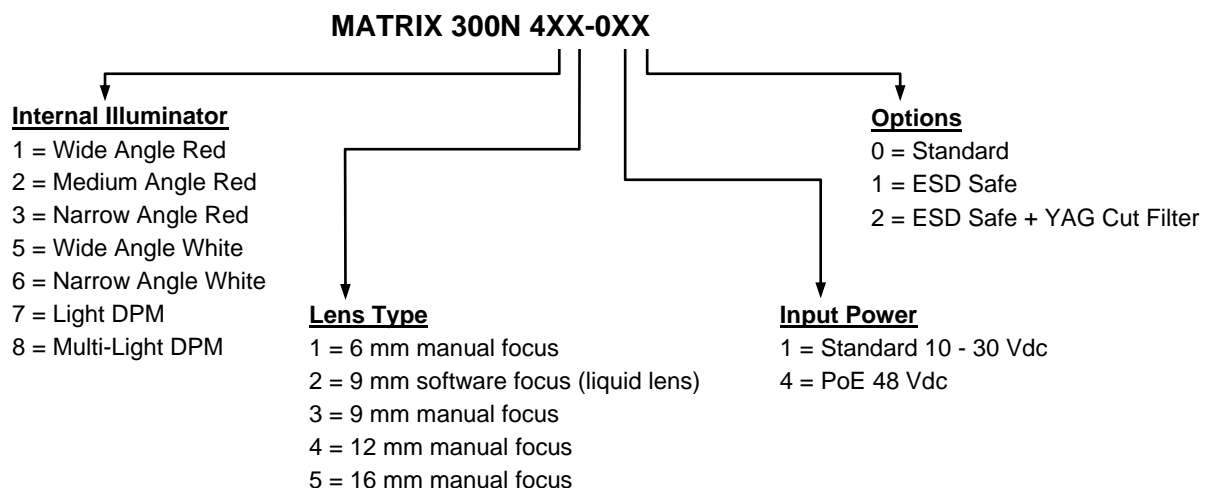 MATRIX 300N 4XX-0XX
Internal Illuminator
1 = Wide Angle Red
2 = Medium Angle Red
3 = Narrow Angle Red
5 = Wide Angle White
6 = Narrow Angle White
7 = Light DPM
8 = Multi-Light DPM
Lens Type
1 = 6 mm manual focus
2 = 9 mm software focus (liquid lens)
3 = 9 mm manual focus
4 = 12 mm manual focus
5 = 16 mm manual focus
Input Power
1 = Standard 10 - 30 Vdc
4 = PoE 48 Vdc
Options
0 = Standard
1 = ESD Safe
2 = ESD Safe + YAG Cut Filter